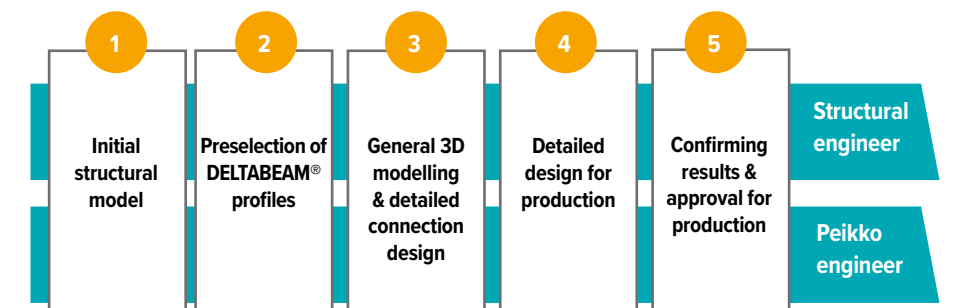 1
Initial
structural
model
2
Preselection of
DELTABEAM®
profiles
3
General 3D
modelling
& detailed
connection
design
4
Detailed
design for
production
5
Confirming
results &
approval for
production
Structural
engineer
Peikko
engineer